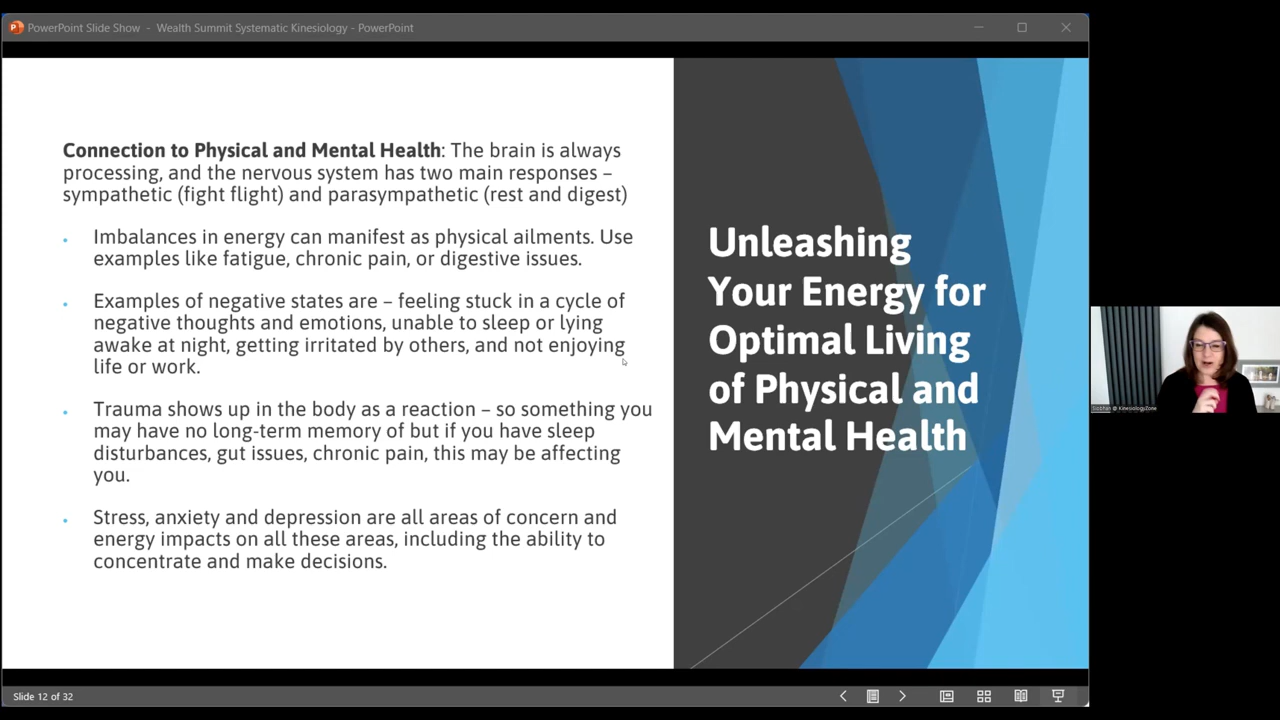 PowerPoint Slide Show - Wealth Summit Systematic Kinesiology - PowerPoint
Connection to Physical and Mental Health: The brain is always
processing, and the nervous system has two main responses –
sympathetic (fight flight) and parasympathetic (rest and digest)
• Imbalances in energy can manifest as physical ailments. Use
examples like fatigue, chronic pain, or digestive issues.
• Examples of negative states are – feeling stuck in a cycle of
negative thoughts and emotions, unable to sleep or lying
awake at night, getting irritated by others, and not enjoying
life or work.
• Trauma shows up in the body as a reaction – so something you
may have no long-term memory of but if you have sleep
disturbances, gut issues, chronic pain, this may be affecting
you.
• Stress, anxiety and depression are all areas of concern and
energy impacts on all these areas, including the ability to
concentrate and make decisions.
Unleashing
Your Energy for
Optimal Living
of Physical and
Mental Health
Siobhan @ KinesiologyZone
Slide 12 of 32